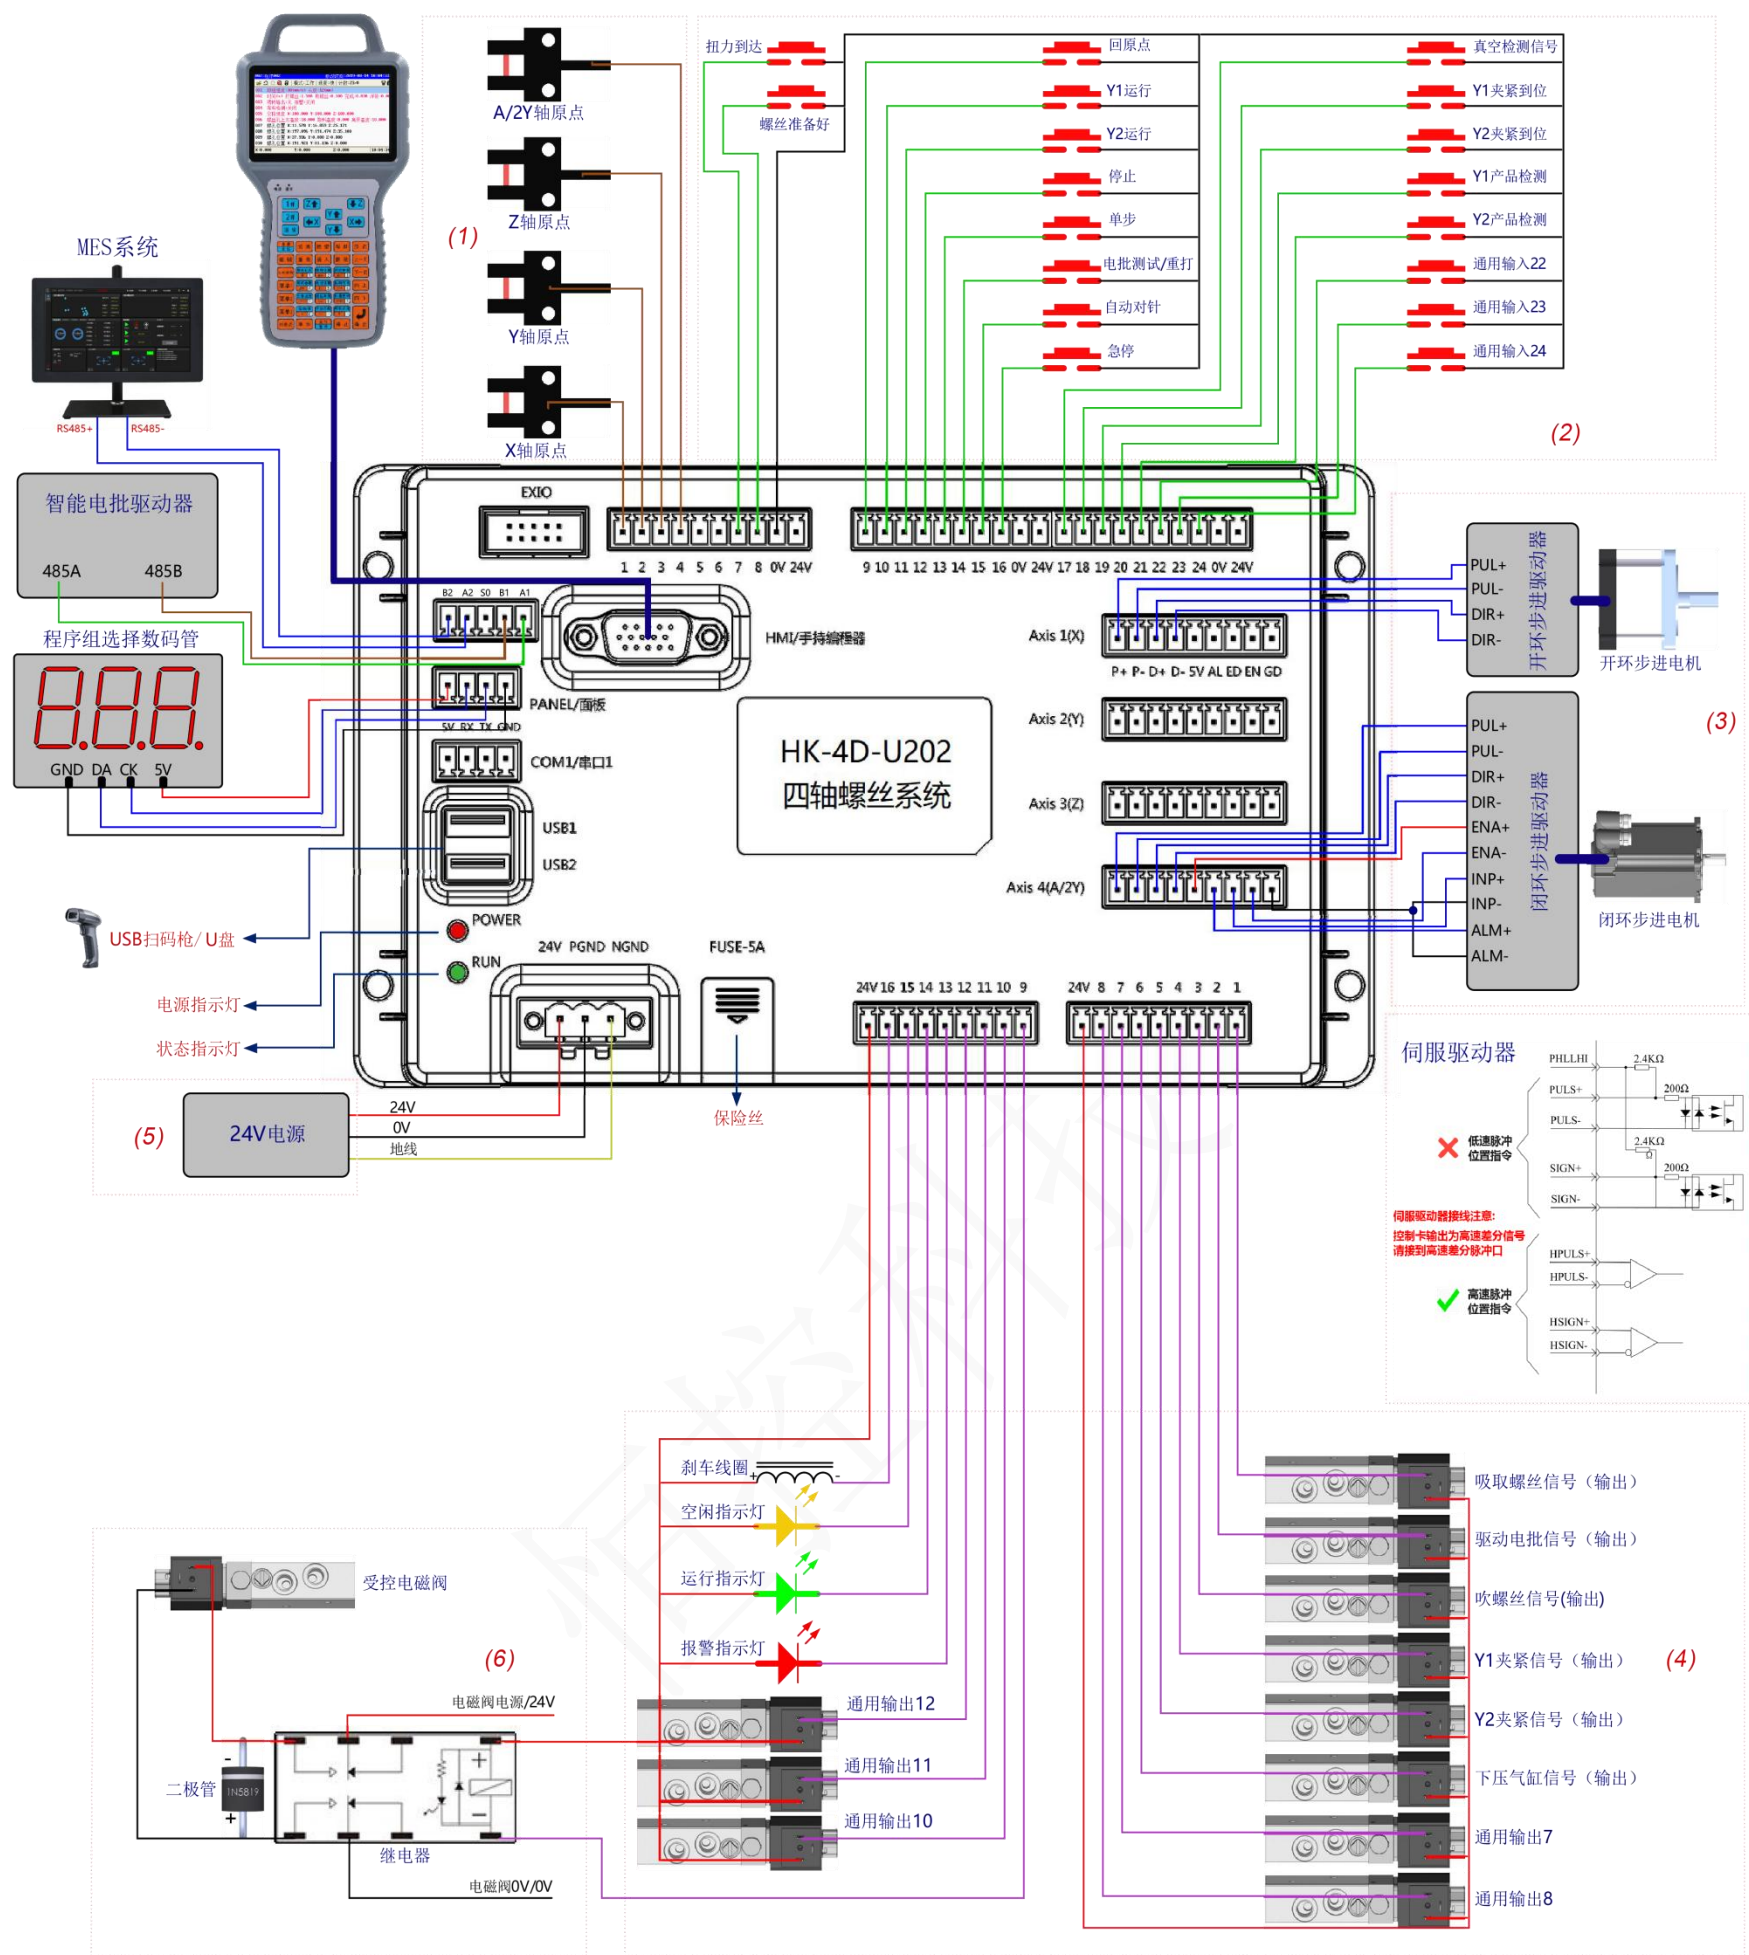 A/2Y轴原点
Z轴原点
Y轴原点
X轴原点
(1)
扭力到达
螺丝准备好
回原点
Y1运行
Y2运行
停止
单步
电批测试/重打
自动对针
急停
真空检测信号
Y1夹紧到位
Y2夹紧到位
Y1产品检测
Y2产品检测
通用输入22
通用输入23
通用输入24
(2)
MES系统
RS485+ RS485-
智能电批驱动器
485A 485B
程序组选择数码管
888.
GND DA CK 5V
EXIO
1 2 3 4 5 6 7 8 0V 24V
9 10 11 12 13 14 15 16 0V 24V 17 18 19 20 21 22 23 24 0V 24V
B2 A2 S0 B1 A1
HMI/手持编程器
PANEL/面板
5V RX TX GND
COM1/串口1
USB1
USB2
POWER
RUN
HK-4D-U202
四轴螺丝系统
Axis 1(X)
P+ P- D+ D- 5V AL ED EN GD
Axis 2(Y)
Axis 3(Z)
Axis 4(A/2Y)
24V PGND NGND
FUSE-5A
24V 16 15 14 13 12 11 10 9
24V 8 7 6 5 4 3 2 1
PUL+
PUL-
DIR+
DIR-
开环步进驱动器
开环步进电机
(3)
PUL+
PUL-
DIR+
DIR-
ENA+
ENA-
INP+
INP-
ALM+
ALM-
闭环步进驱动器
闭环步进电机
USB扫码枪/U盘
电源指示灯
状态指示灯
保险丝
(5)
24V电源
24V
0V
地线
伺服驱动器
PHLLHI
2.4KΩ
PULS+
200Ω
PULS-
2.4KΩ
Ω
SIGN+
200Ω
SIGN-
低速脉冲
位置指令
伺服驱动器接线注意:
控制卡输出为高速差分信号
请接到高速差分脉冲口
HPULS+
HPULS-
高速脉冲
位置指令
HSIGN+
HSIGN-
恒控科技
刹车线圈
+ -
空闲指示灯
运行指示灯
报警指示灯
通用输出12
通用输出11
通用输出10
吸取螺丝信号（输出）
驱动电批信号（输出）
吹螺丝信号(输出)
Y1夹紧信号（输出）
Y2夹紧信号（输出）
下压气缸信号（输出）
通用输出7
通用输出8
(4)
受控电磁阀
(6)
电磁阀电源/24V
二极管
-
1N5819
+
+
−
继电器
电磁阀0V/0V